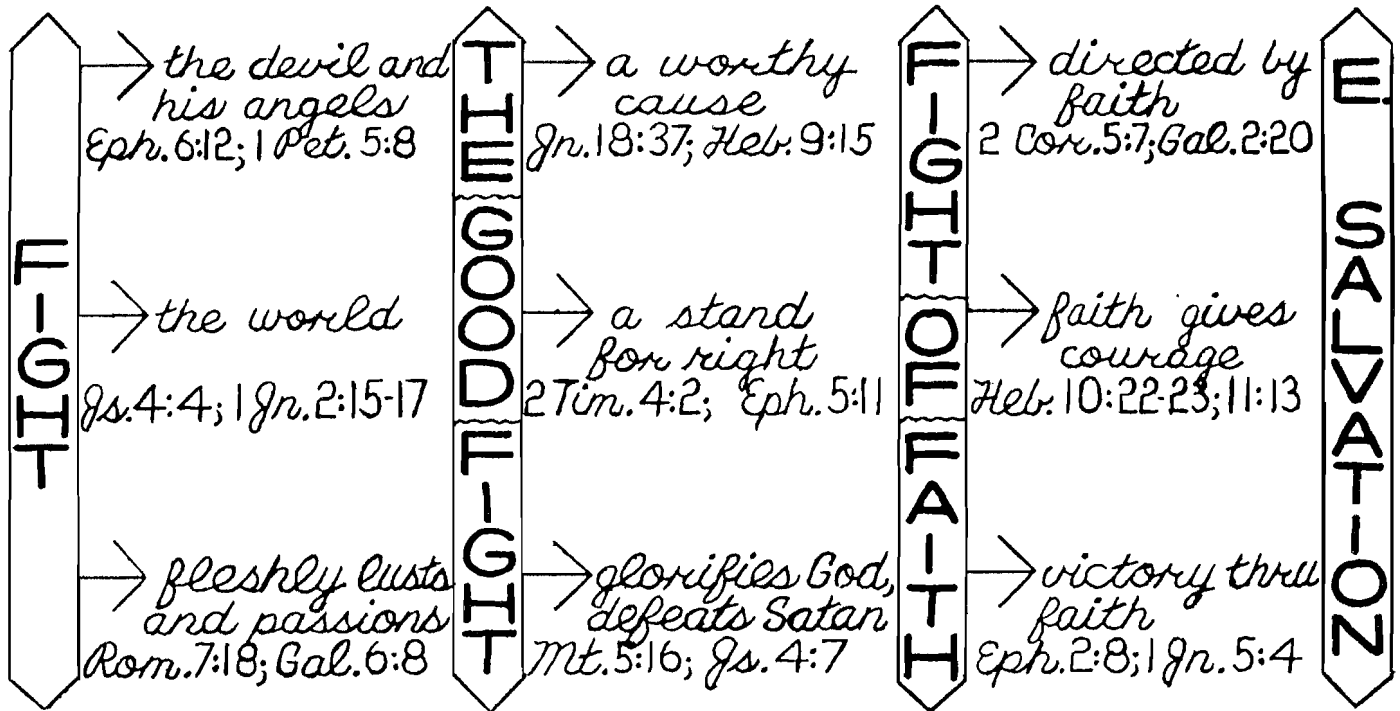 FIGHT
the devil and
his angels
Eph. 6:12; 1 Pet. 5:8
the world
Js. 4:4; 1 Jn. 2:15-17
fleshly lusts
and passions
Rom. 7:18; Gal. 6:8
THE GOOD FIGHT
a worthy
cause
Jn. 18:37; Heb. 9:15
a stand
for right
2 Tim. 4:2; Eph. 5:11
glorifies God,
defeats Satan
Mt. 5:16; Js. 4:7
FIGHT OF FAITH
directed by
faith
2 Cor. 5:7; Gal. 2:20
faith gives
courage
Heb. 10:22-23; 11:13
victory thru
faith
Eph. 2:8; 1 Jn. 5:4
E. SALVATION